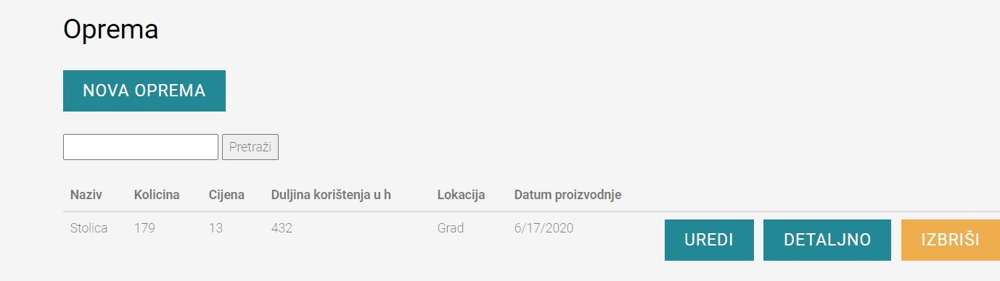 Oprema
NOVA OPREMA
Pretraži
Naziv Kolicina Cijena Duljina korištenja u h Lokacija Datum proizvodnje
Stolica 179 13 432 Grad 6/17/2020 UREDI DETALJNO IZBRIŠI